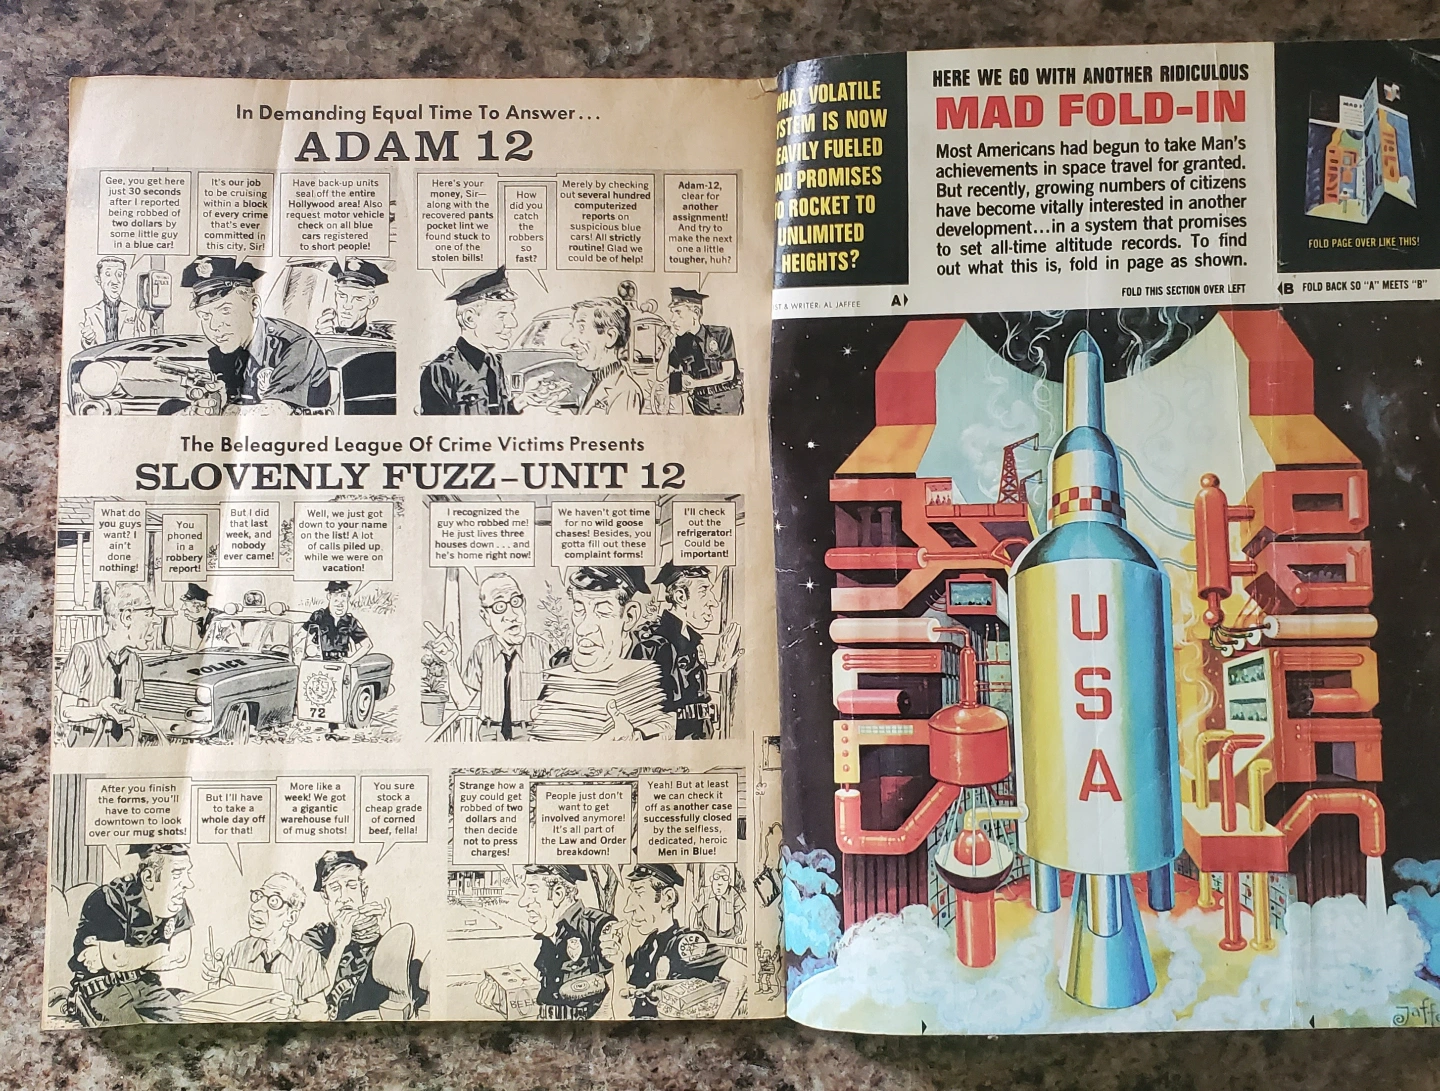 In Demanding Equal Time To Answer...
ADAM 12
Gee, you get here
just 30 seconds
after I reported
being robbed of
two dollars by
some little guy
in a blue car!
It's our job
to be cruising
within a block
of every crime
that's ever
committed in
this city, Sir!
Have back-up units
seal off the entire
Hollywood area! Also
request motor vehicle
check on all blue
cars registered
to short people!
Here's your
money, Sir—
along with the
recovered pants
pocket lint we
found stuck to
one of the
stolen bills!
How
did you
catch
the
robbers
so
fast?
Merely by checking
out several hundred
computerized
reports on
suspicious blue
cars! All strictly
routine! Glad we
could be of help!
Adam-12,
clear for
another
assignment!
And try to
make the next
one a little
tougher, huh?
The Beleagured League Of Crime Victims Presents
SLOVENLY FUZZ–UNIT 12
What do
you guys
want? I
ain't
done
nothing!
You
phoned
in a
robbery
report!
But I did
that last
week, and
nobody
ever came!
Well, we just got
down to your name
on the list! A lot
of calls piled up
while we were on
vacation!
POLICE
72
I recognized the
guy who robbed me!
He just lives three
houses down . . . and
he's home right now!
We haven't got time
for no wild goose
chases! Besides, you
gotta fill out these
complaint forms!
I'll check
out the
refrigerator!
Could be
important!
After you finish
the forms, you'll
have to come
downtown to look
over our mug shots!
But I'll have
to take a
whole day off
for that!
More like a
week! We got
a gigantic
warehouse full
of mug shots!
You sure
stock a
cheap grade
of corned
beef, fella!
Strange how a
guy could get
robbed of two
dollars and
then decide
not to press
charges!
People just don't
want to get
involved anymore!
It's all part of
the Law and Order
breakdown!
Yeah! But at least
we can check it
off as another case
successfully closed
by the selfless,
dedicated, heroic
Men in Blue!
POLICE
BEER
WHAT VOLATILE
SYSTEM IS NOW
HEAVILY FUELED
AND PROMISES
TO ROCKET TO
UNLIMITED
HEIGHTS?
HERE WE GO WITH ANOTHER RIDICULOUS
MAD FOLD-IN
Most Americans had begun to take Man's
achievements in space travel for granted.
But recently, growing numbers of citizens
have become vitally interested in another
development...in a system that promises
to set all-time altitude records. To find
out what this is, fold in page as shown.
FOLD THIS SECTION OVER LEFT
FOLD PAGE OVER LIKE THIS!
ST & WRITER: AL JAFFEE
A
B FOLD BACK SO "A" MEETS "B"
USA
Jaffe